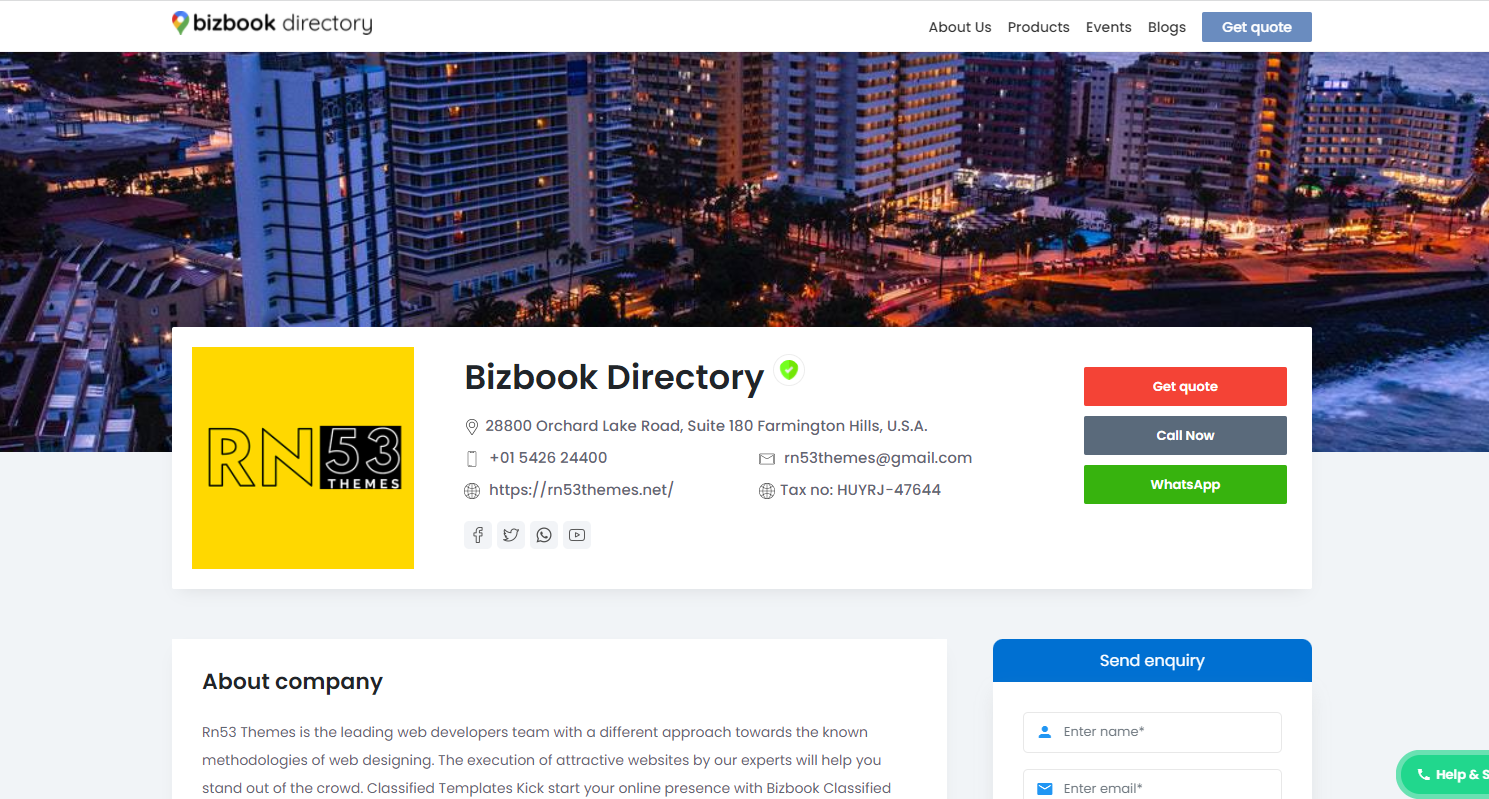 bizbook directory
About Us Products Events Blogs Get quote
Bizbook Directory
28800 Orchard Lake Road, Suite 180 Farmington Hills, U.S.A.
+01 5426 24400 rn53themes@gmail.com
https://rn53themes.net/ Tax no: HUYRJ-47644
RN53
THEMES
Get quote
Call Now
WhatsApp
About company
Rn53 Themes is the leading web developers team with a different approach towards the known
methodologies of web designing. The execution of attractive websites by our experts will help you
stand out of the crowd. Classified Templates Kick start your online presence with Bizbook Classified
Send enquiry
Enter name*
Enter email*
Help & S